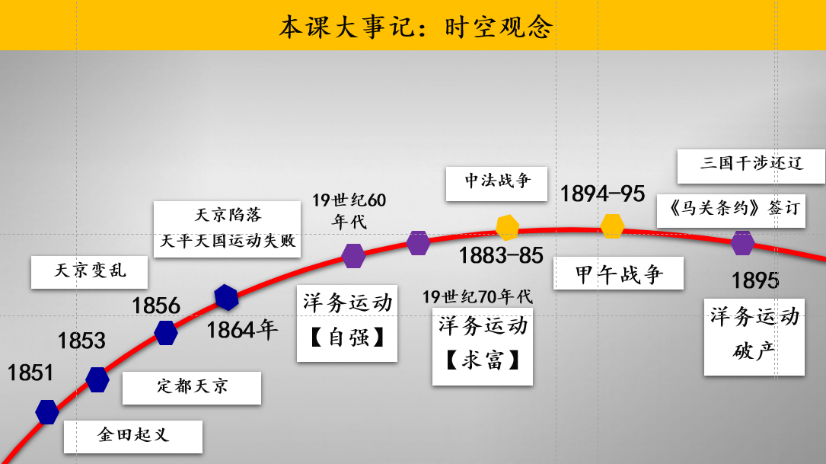 本课大事记：时空观念
1851
金田起义
1853
定都天京
1856
天京变乱
1864年
天京陷落
天平天国运动失败
19世纪60
年代
洋务运动
【自强】
19世纪70年代
洋务运动
【求富】
中法战争
1883-85
1894-95
甲午战争
三国干涉还辽
《马关条约》签订
1895
洋务运动
破产